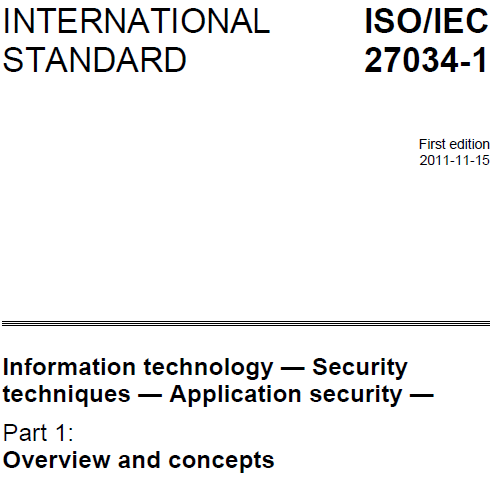 INTERNATIONAL STANDARD
ISO/IEC 27034-1
First edition
2011-11-15
Information technology — Security
techniques — Application security —
Part 1:
Overview and concepts